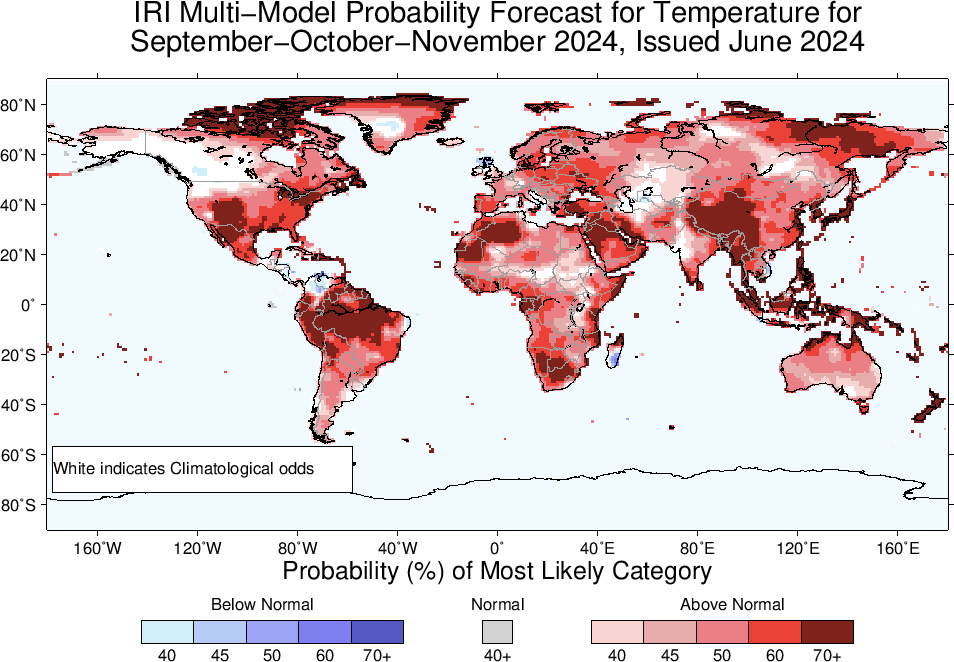 IRI Multi−Model Probability Forecast for Temperature for
September−October−November 2024, Issued June 2024
80˚N
60˚N
40˚N
20˚N
0˚
20˚S
40˚S
60˚S
80˚S
White indicates Climatological odds
160˚W 120˚W 80˚W 40˚W 0˚ 40˚E 80˚E 120˚E 160˚E
Probability (%) of Most Likely Category
Below Normal Normal Above Normal
40 45 50 60 70+ 40+ 40 45 50 60 70+